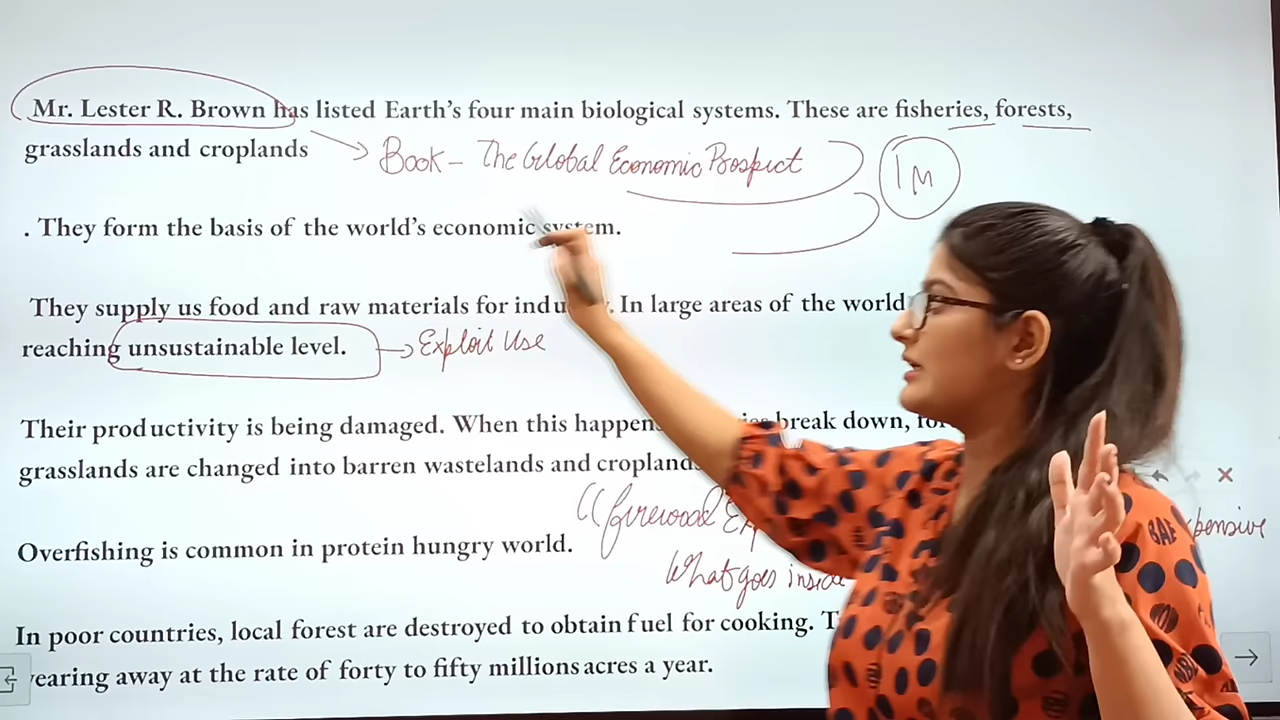 Mr. Lester R. Brown has listed Earth's four main biological systems. These are fisheries, forests,
grasslands and croplands
Book - The Global Economic Prospect
1 M
. They form the basis of the world's economic system.
They supply us food and raw materials for In large areas of the world
reaching unsustainable level.
Exploit Use
Their productivity is being damaged. When this happen break down,
grasslands are changed into barren wastelands and cropland
((firewood
Overfishing is common in protein hungry world.
What goes inside
In poor countries, local forest are destroyed to obtain fuel for cooking.
earing away at the rate of forty to fifty millions acres a year.